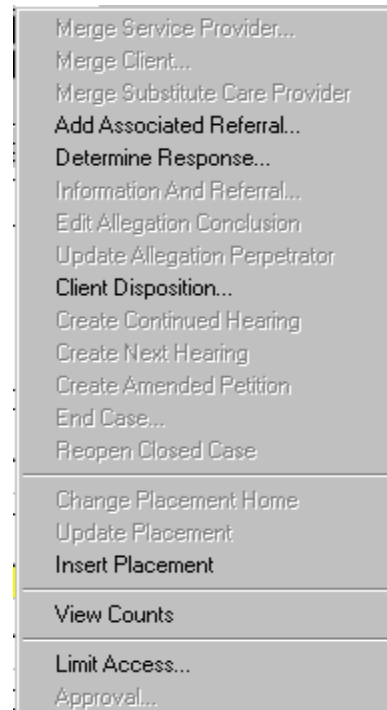 Merge Service Provider...
Merge Client...
Merge Substitute Care Provider
Add Associated Referral...
Determine Response...
Information And Referral...
Edit Allegation Conclusion
Update Allegation Perpetrator
Client Disposition...
Create Continued Hearing
Create Next Hearing
Create Amended Petition
End Case...
Reopen Closed Case
Change Placement Home
Update Placement
Insert Placement
View Counts
Limit Access...
Approval...